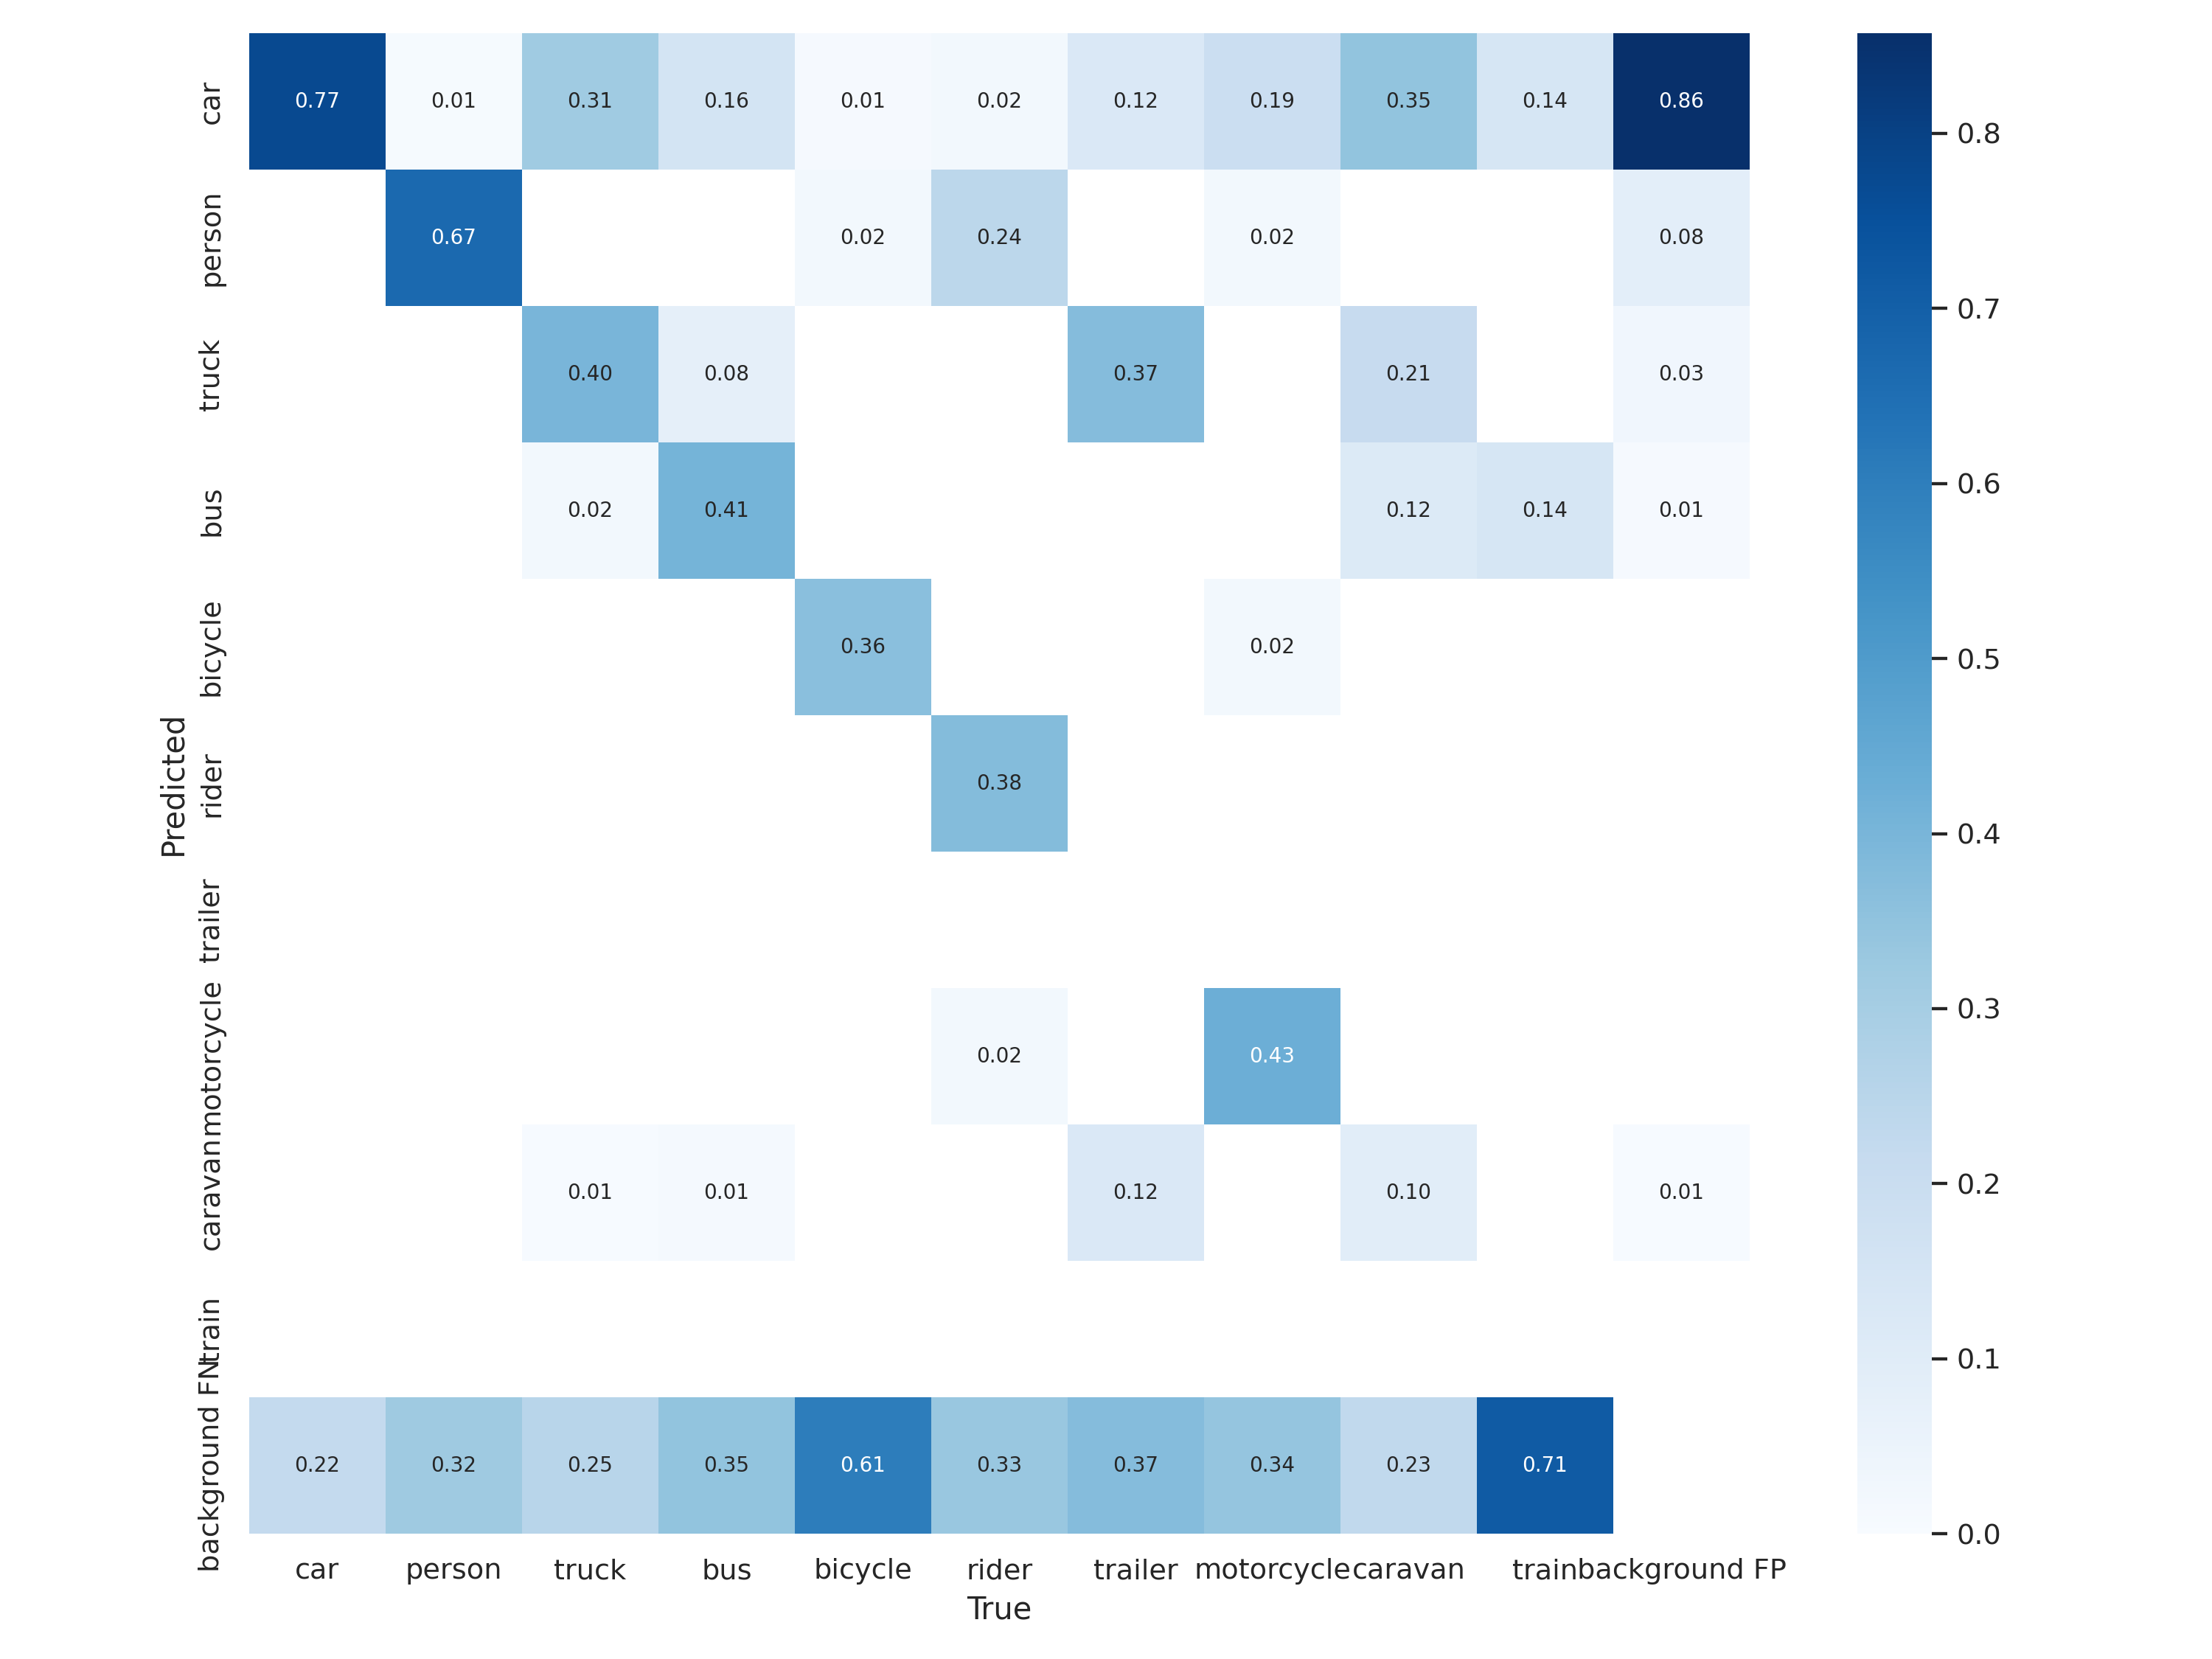 car 0.77 0.01 0.31 0.16 0.01 0.02 0.12 0.19 0.35 0.14 0.86
person 0.67 0.02 0.24 0.02 0.08
truck 0.40 0.08 0.37 0.21 0.03
bus 0.02 0.41 0.12 0.14 0.01
bicycle 0.36 0.02
rider 0.38
trailer
motorcycle 0.02 0.43
caravan 0.01 0.01 0.12 0.10 0.01
train
background FN 0.22 0.32 0.25 0.35 0.61 0.33 0.37 0.34 0.23 0.71
Predicted
car person truck bus bicycle rider trailer motorcycle caravan train background FP
True
0.8
0.7
0.6
0.5
0.4
0.3
0.2
0.1
0.0